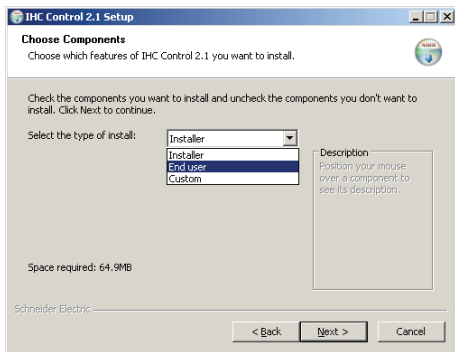 IHC Control 2.1 Setup
Choose Components
Choose which features of IHC Control 2.1 you want to install.
Check the components you want to install and uncheck the components you don't want to
install. Click Next to continue.
Select the type of install:
Installer
Installer
End user
Custom
Description
Position your mouse
over a component to
see its description.
Space required: 64.9MB
Schneider Electric
< Back
Next >
Cancel